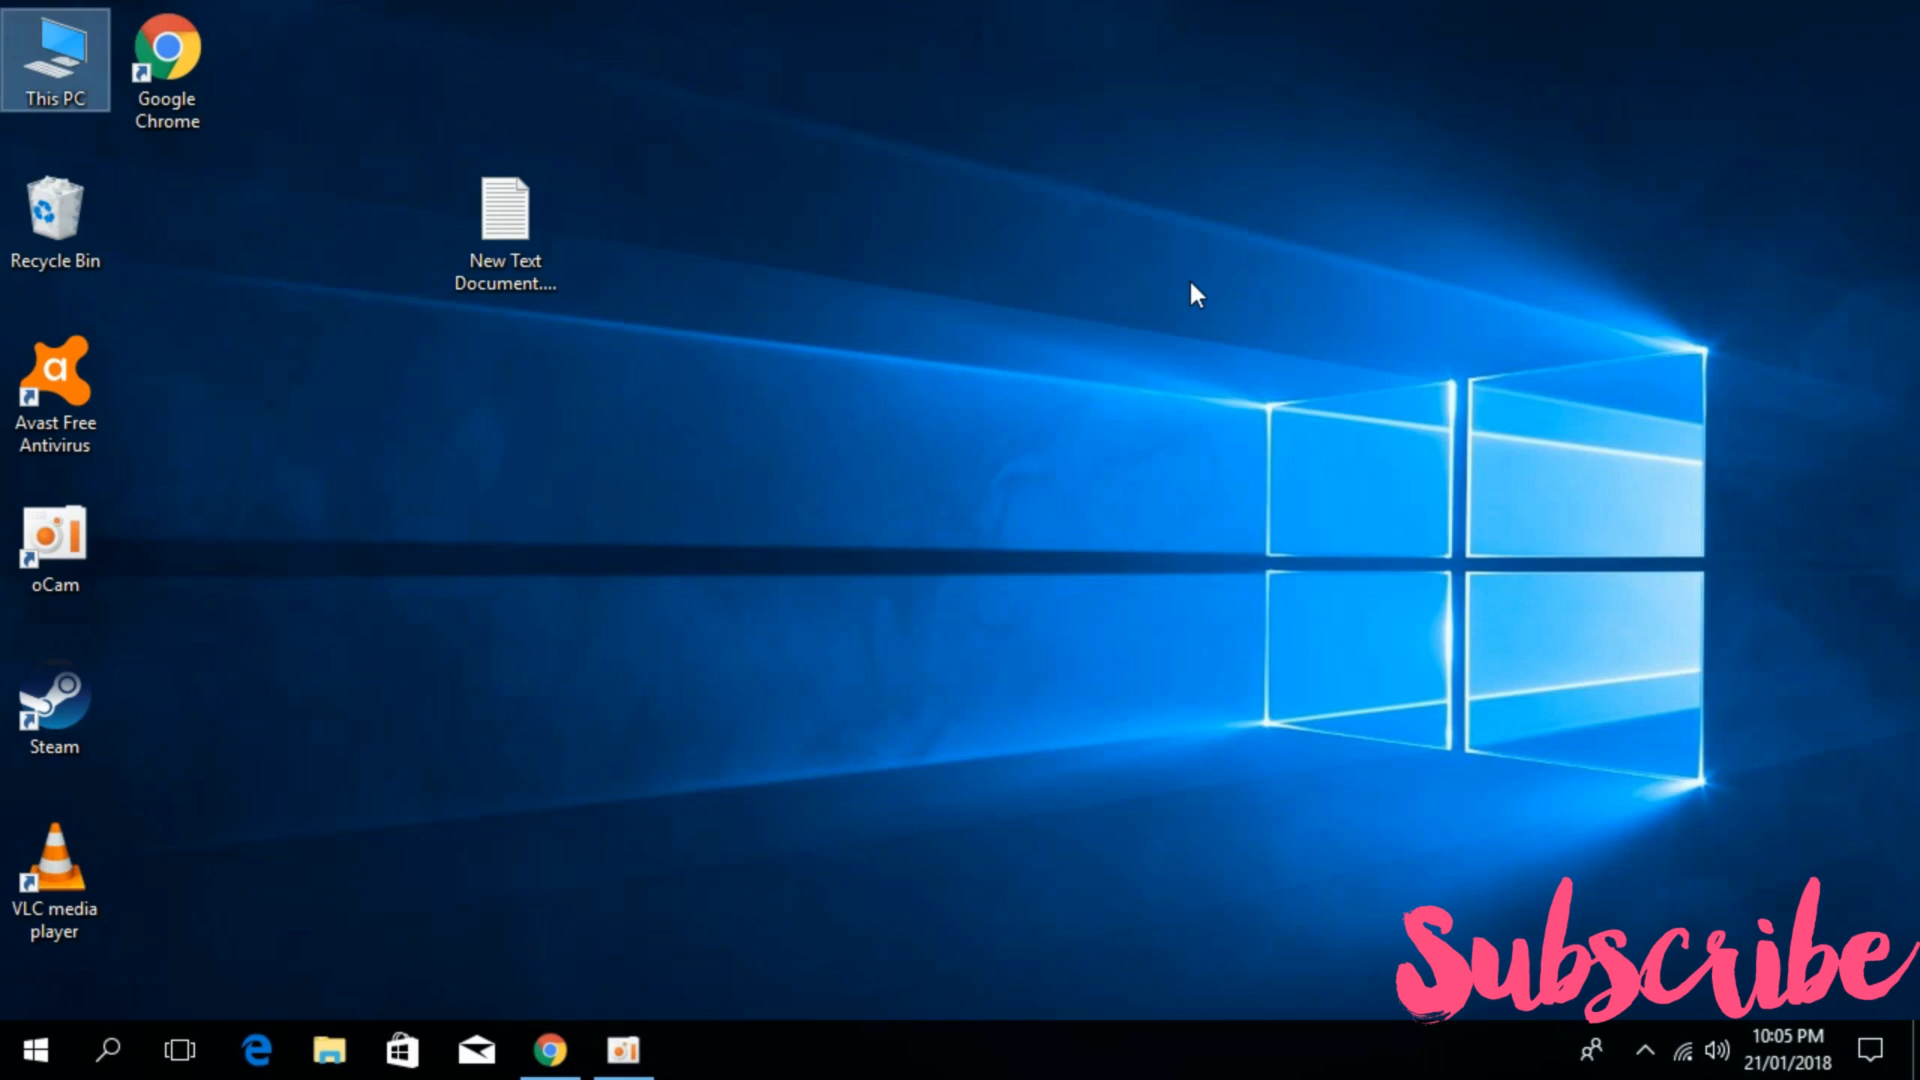 This PC
Google
Chrome
Recycle Bin
New Text
Document....
a
Avast Free
Antivirus
oCam
Steam
VLC media
player
Subscribe
10:05 PM
21/01/2018